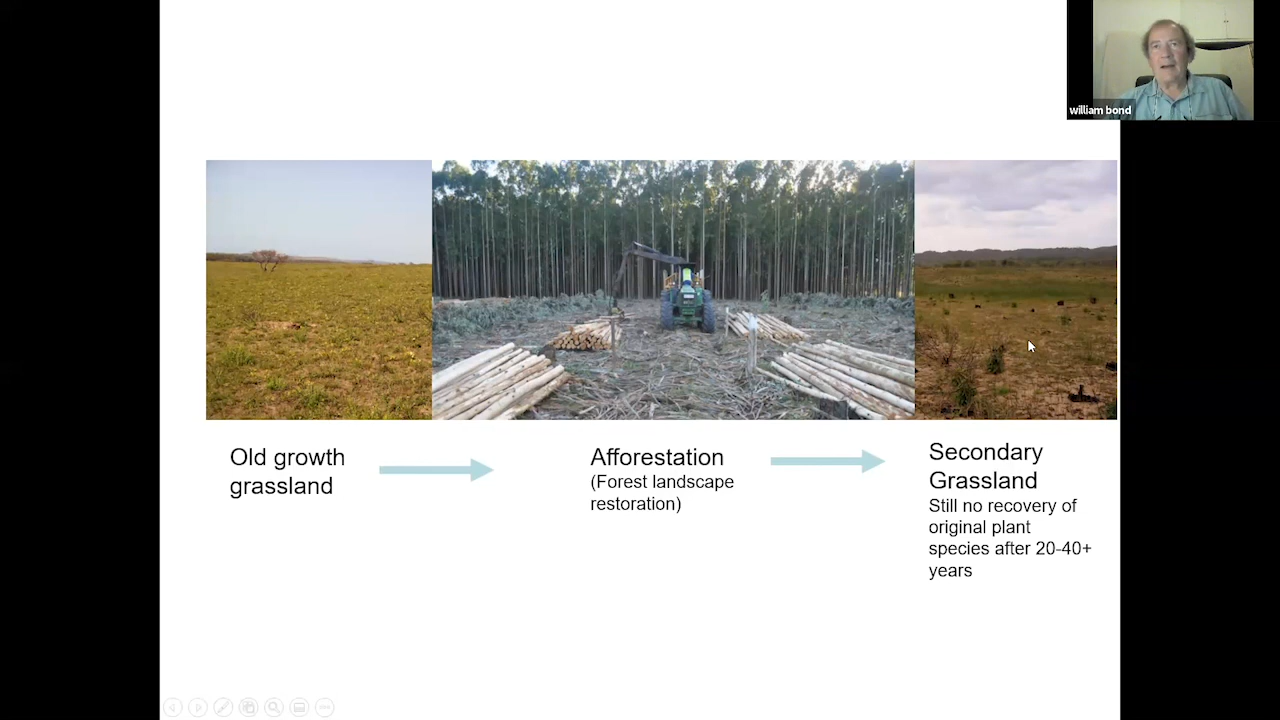 william bond
Old growth
grassland
Afforestation
(Forest landscape
restoration)
Secondary
Grassland
Still no recovery of
original plant
species after 20-40+
years